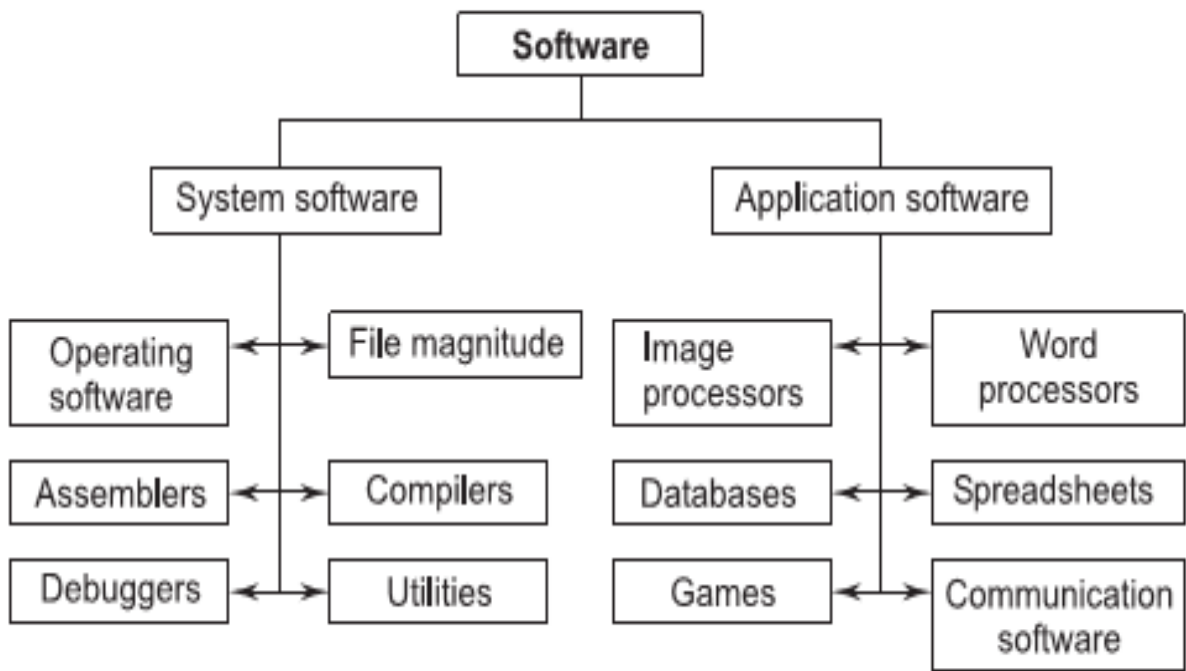 Software
System software
Application software
Operating
software
File magnitude
Image
processors
Word
processors
Assemblers
Compilers
Databases
Spreadsheets
Debuggers
Utilities
Games
Communication
software